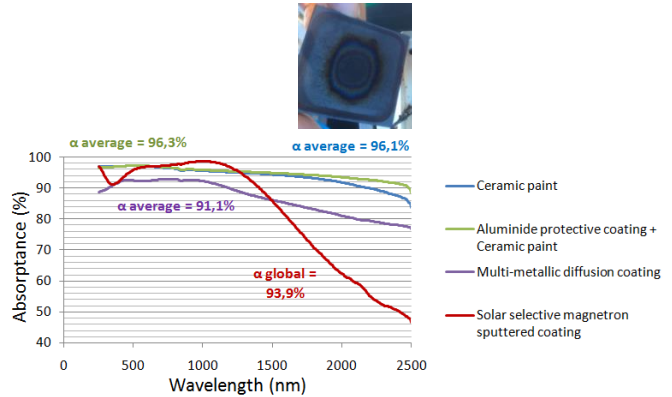 α average = 96,3%
α average = 96,1%
100
90
80
70
60
50
40
Absorptance (%)
α average = 91,1%
α global =
93,9%
0
500
1000
1500
2000
2500
Wavelength (nm)
Ceramic paint
Aluminide protective coating +
Ceramic paint
Multi-metallic diffusion coating
Solar selective magnetron
sputtered coating